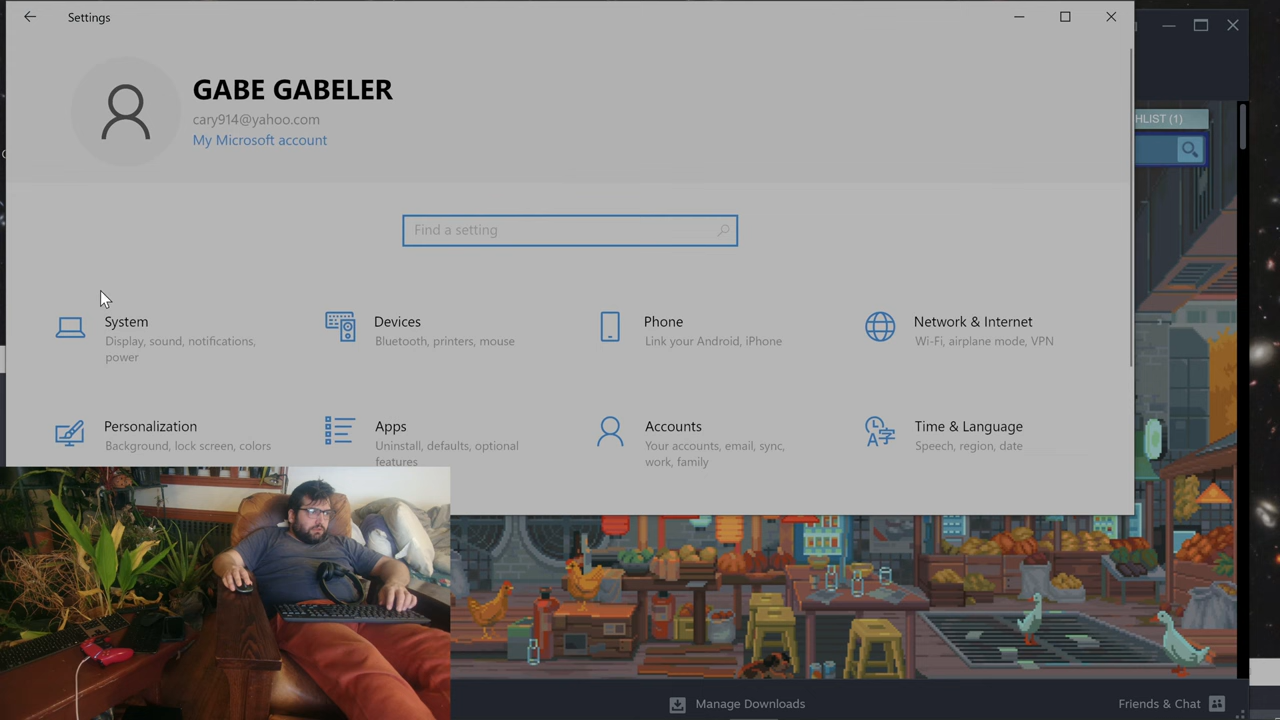 Settings
GABE GABELER
cary914@yahoo.com
My Microsoft account
HLIST (1)
Find a setting
System
Display, sound, notifications,
power
Devices
Bluetooth, printers, mouse
Phone
Link your Android, iPhone
Network & Internet
Wi-Fi, airplane mode, VPN
Personalization
Background, lock screen, colors
Apps
Uninstall, defaults, optional
features
Accounts
Your accounts, email, sync,
work, family
Time & Language
Speech, region, date
Manage Downloads
Friends & Chat